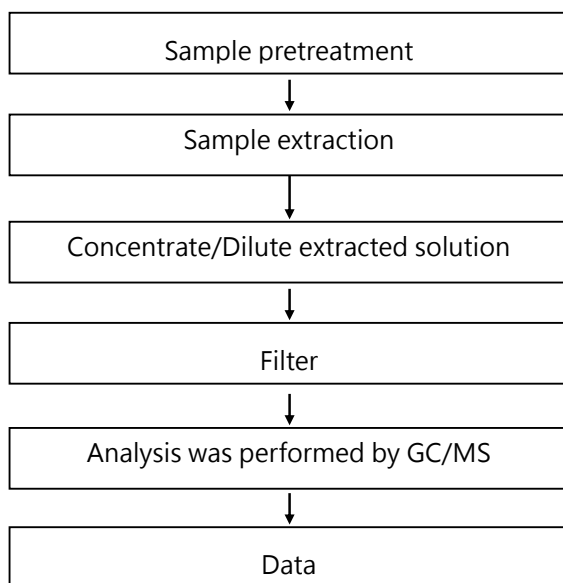 Sample pretreatment
Sample extraction
Concentrate/Dilute extracted solution
Filter
Analysis was performed by GC/MS
Data